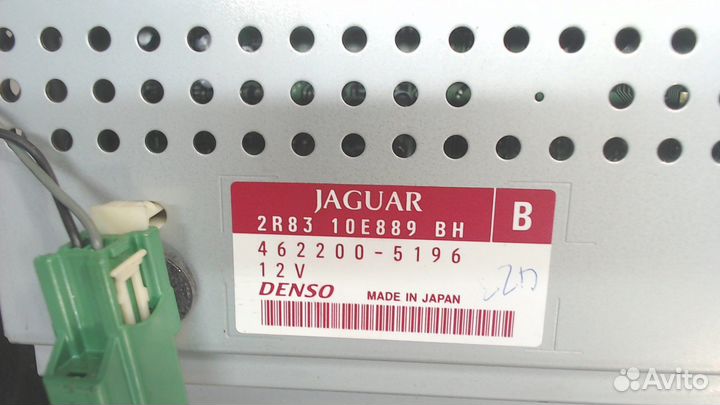 JAGUAR
2R83 10E889 BH
B
462200-5196
12V
DENSO MADE IN JAPAN
Avito